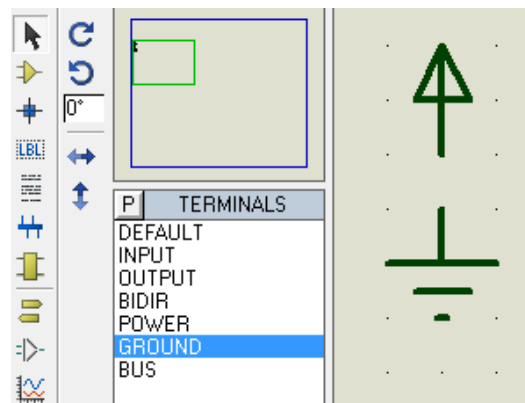 0°
LBL
P TERMINALS
DEFAULT
INPUT
OUTPUT
BIDIR
POWER
GROUND
BUS